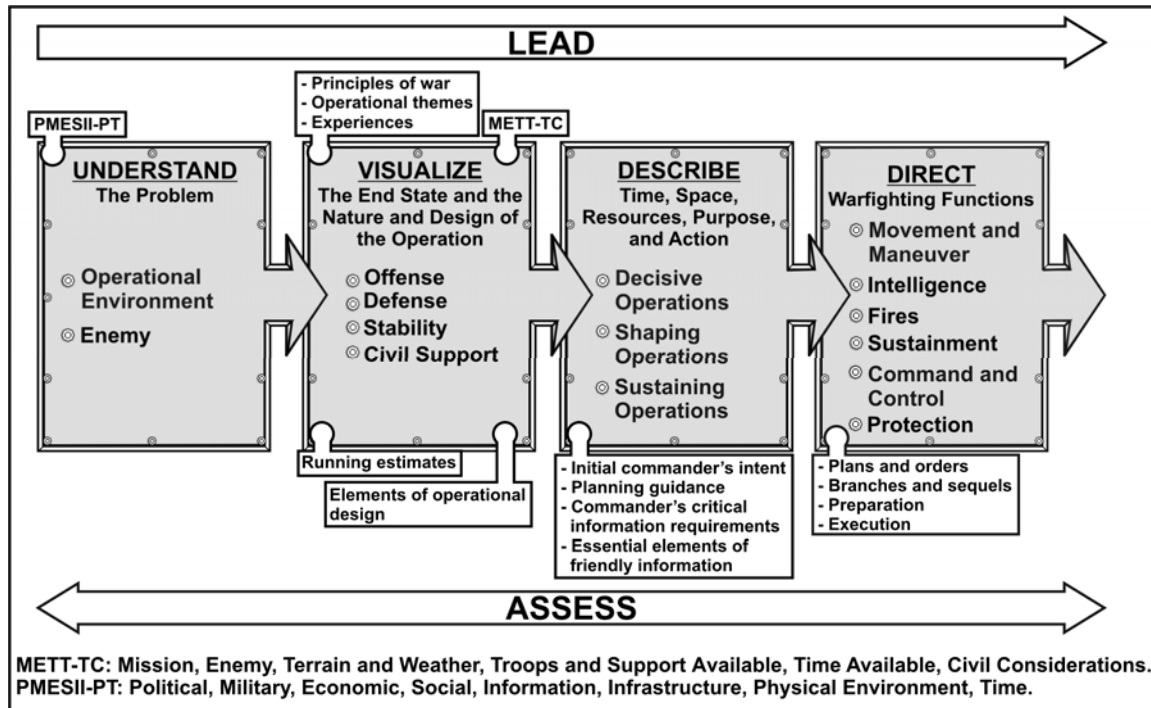 LEAD
PMESII-PT
- Principles of war
- Operational themes
- Experiences
METT-TC
UNDERSTAND
The Problem
Operational
Environment
Enemy
VISUALIZE
The End State and the
Nature and Design of
the Operation
Offense
Defense
Stability
Civil Support
Running estimates
Elements of operational
design
DESCRIBE
Time, Space,
Resources, Purpose,
and Action
Decisive
Operations
Shaping
Operations
Sustaining
Operations
- Initial commander's intent
- Planning guidance
- Commander's critical
information requirements
- Essential elements of
friendly information
DIRECT
Warfighting Functions
Movement and
Maneuver
Intelligence
Fires
Sustainment
Command and
Control
Protection
- Plans and orders
- Branches and sequels
- Preparation
- Execution
ASSESS
METT-TC: Mission, Enemy, Terrain and Weather, Troops and Support Available, Time Available, Civil Considerations.
PMESII-PT: Political, Military, Economic, Social, Information, Infrastructure, Physical Environment, Time.